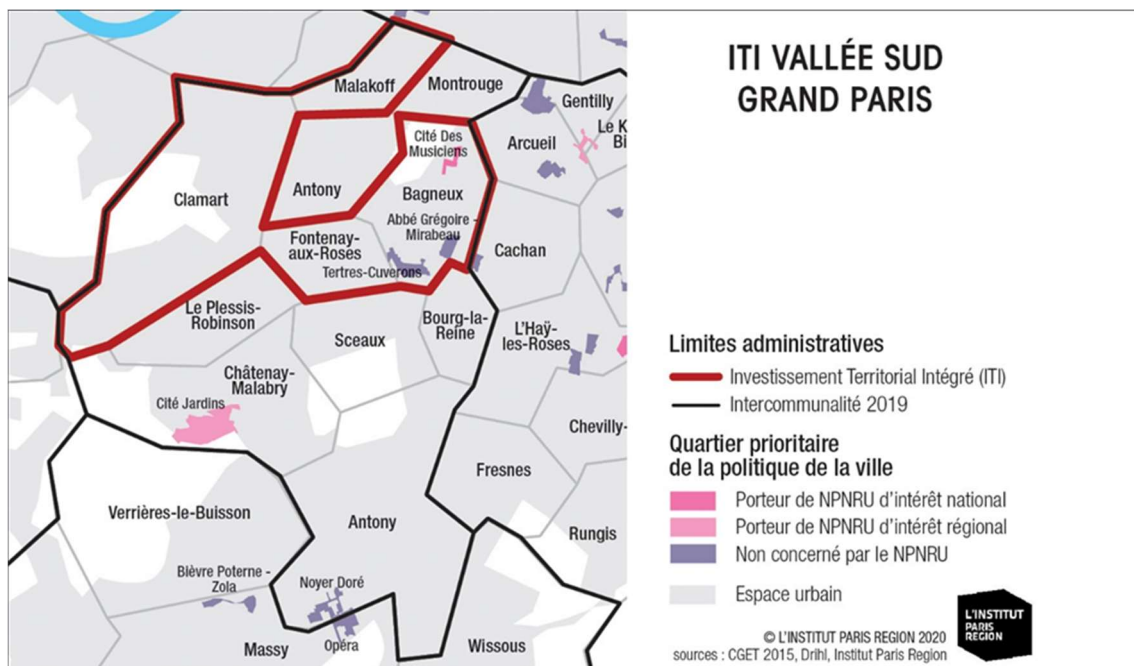 ITI VALLÉE SUD
GRAND PARIS
Malakoff
Montrouge
Gentilly
Cité Des
Musiciens
Arcueil
Le K
Bi
Clamart
Antony
Bagneux
Abbé Grégoire -
Mirabeau
Fontenay-
aux-Roses
Cachan
Tertres-Cuverons
Le Plessis-
Robinson
Bourg-la-
Reine
L'Haÿ-
les-Roses
Sceaux
Châtenay-
Malabry
Cité Jardins
Chevilly-
Fresnes
Verrières-le-Buisson
Antony
Rungis
Bièvre Poterne -
Zola
Noyer Doré
Opéra
Massy
Wissous
Limites administratives
Investissement Territorial Intégré (ITI)
Intercommunalité 2019
Quartier prioritaire
de la politique de la ville
Porteur de NPNRU d'intérêt national
Porteur de NPNRU d'intérêt régional
Non concerné par le NPNRU
Espace urbain
© L'INSTITUT PARIS REGION 2020
sources : CGET 2015, Drihl, Institut Paris Region
L'INSTITUT
PARIS
REGION